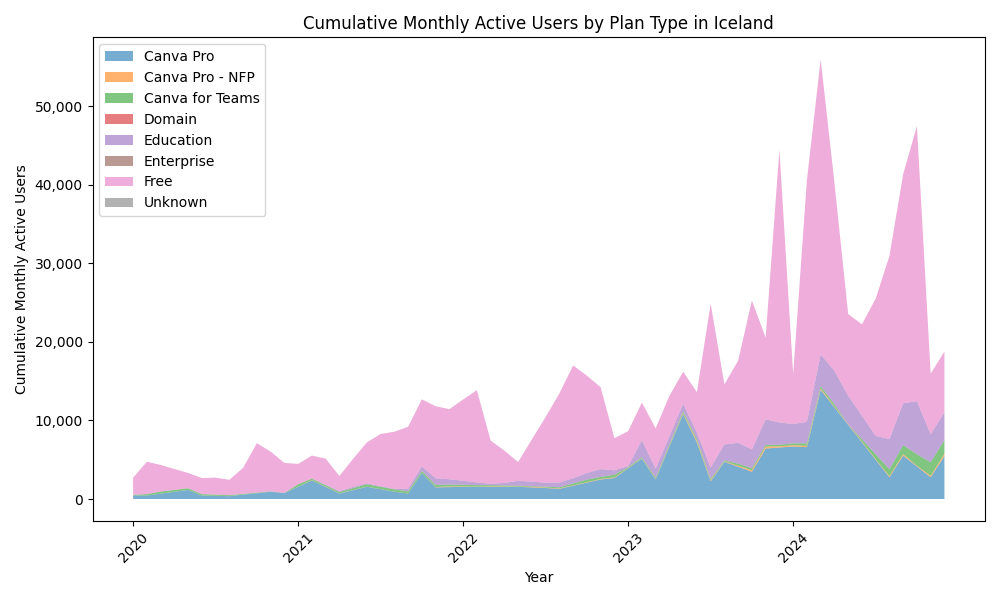 Cumulative Monthly Active Users by Plan Type in Iceland
Canva Pro
Canva Pro - NFP
Canva for Teams
Domain
Education
Enterprise
Free
Unknown
Cumulative Monthly Active Users
50,000
40,000
30,000
20,000
10,000
0
2020
2021
2022
2023
2024
Year